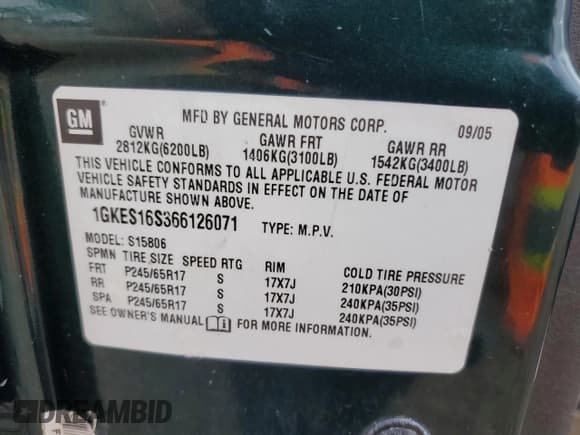 GM
MFD BY GENERAL MOTORS CORP.
09/05
GVWR GAWR FRT GAWR RR
2812KG(6200LB) 1406KG(3100LB) 1542KG(3400LB)
THIS VEHICLE CONFORMS TO ALL APPLICABLE U.S. FEDERAL MOTOR
VEHICLE SAFETY STANDARDS IN EFFECT ON THE DATE OF
MANUFACTURE SHOWN ABOVE.
1GKES16S366126071 TYPE: M.P.V.
MODEL: S15806
SPMN TIRE SIZE SPEED RTG RIM COLD TIRE PRESSURE
FRT P245/65R17 S 17X7J 210KPA(30PSI)
RR P245/65R17 S 17X7J 240KPA(35PSI)
SPA P245/65R17 S 17X7J 240KPA(35PSI)
SEE OWNER'S MANUAL FOR MORE INFORMATION.
DREAMBID